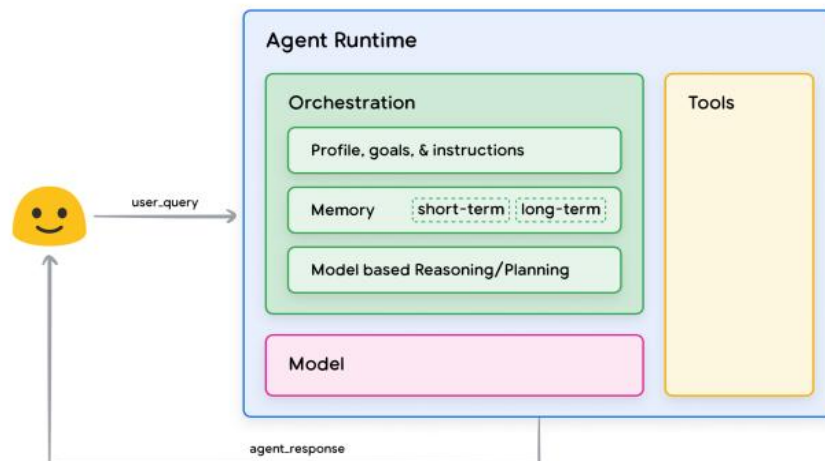 Agent Runtime
Orchestration
Tools
Profile, goals, & instructions
user_query
Memory short-term long-term
Model based Reasoning/Planning
Model
agent_response